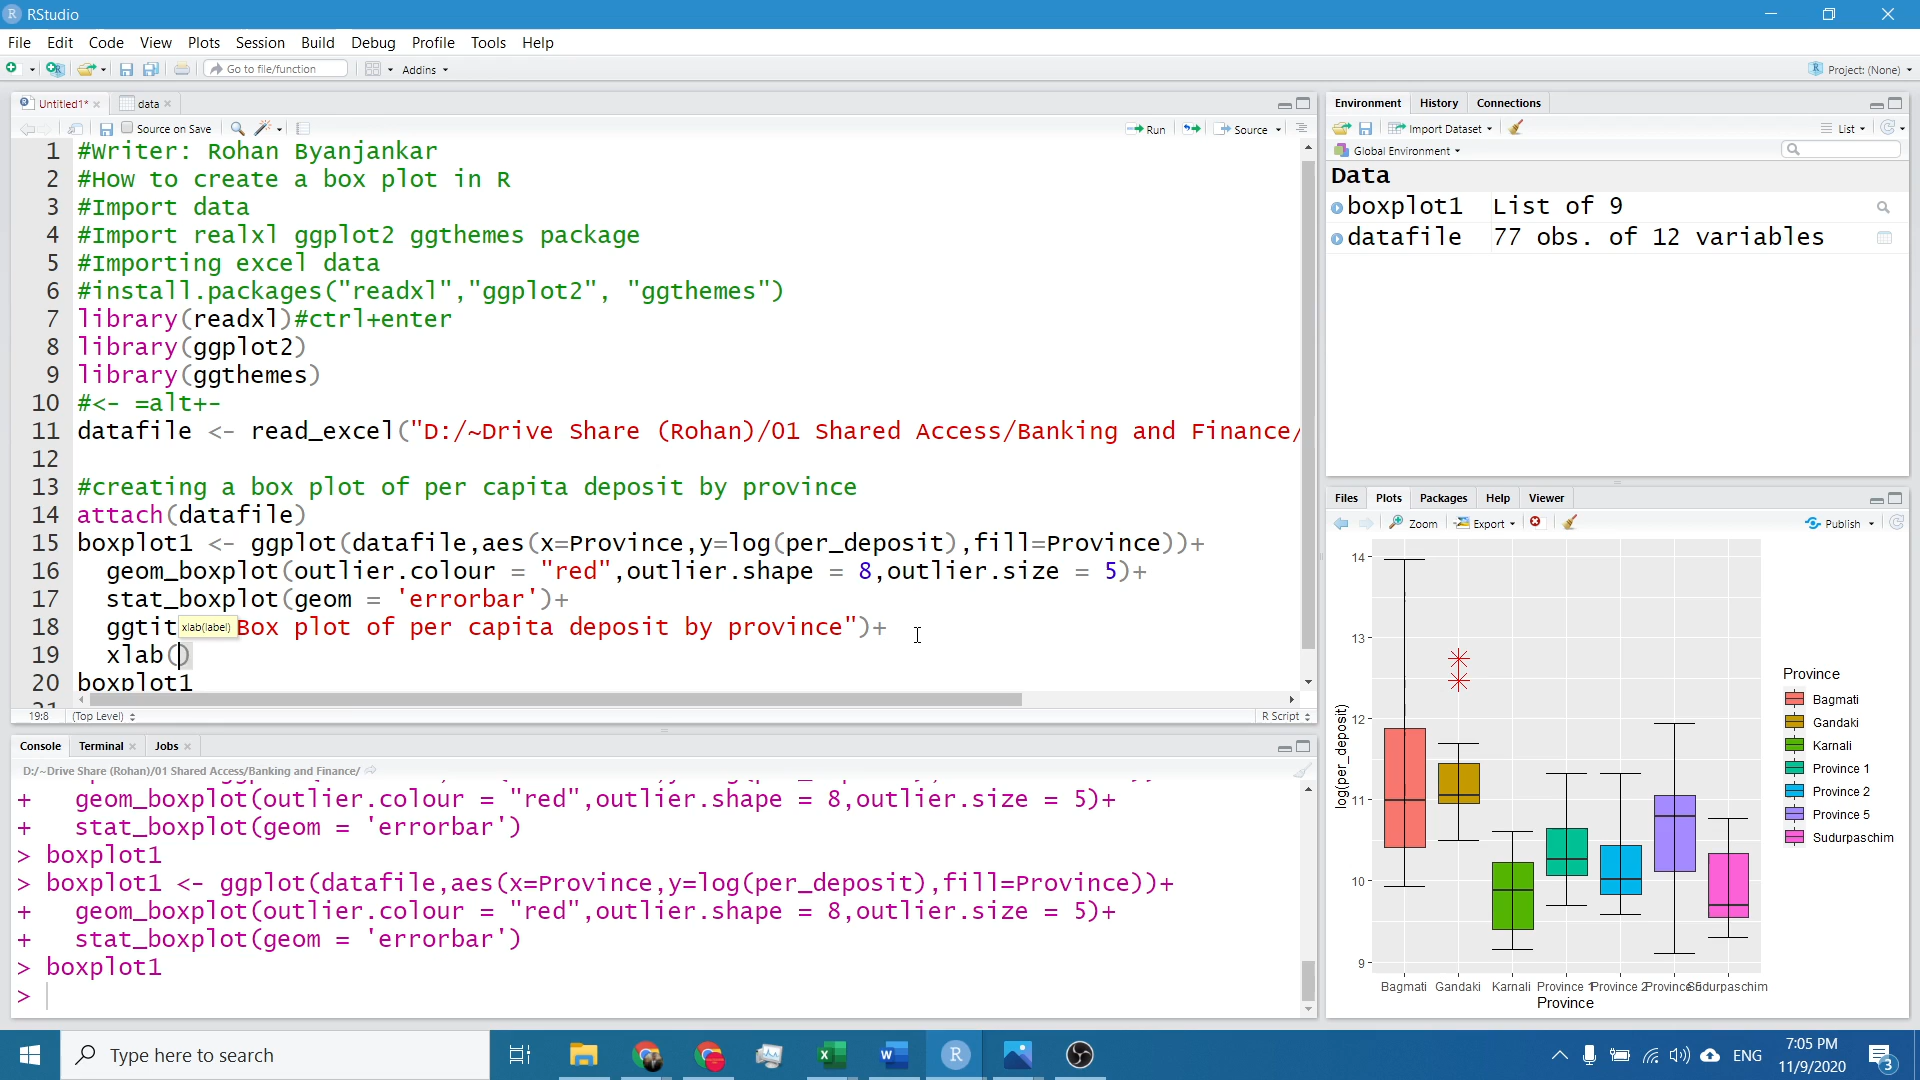 RStudio
File Edit Code View Plots Session Build Debug Profile Tools Help
Go to file/function Addins Project: (None)
Untitled1* data
Source on Save Run Source
1 #Writer: Rohan Byanjankar
2 #How to create a box plot in R
3 #Import data
4 #Import realxl ggplot2 ggthemes package
5 #Importing excel data
6 #install.packages("readxl","ggplot2", "ggthemes")
7 library(readxl)#ctrl+enter
8 library(ggplot2)
9 library(ggthemes)
10 #<- =alt+-
11 datafile <- read_excel("D:/~Drive Share (Rohan)/01 Shared Access/Banking and Finance/
12
13 #creating a box plot of per capita deposit by province
14 attach(datafile)
15 boxplot1 <- ggplot(datafile,aes(x=Province,y=log(per_deposit),fill=Province))+
16 geom_boxplot(outlier.colour = "red",outlier.shape = 8,outlier.size = 5)+
17 stat_boxplot(geom = 'errorbar')+
18 ggtit xlab(label) Box plot of per capita deposit by province")+
19 xlab()
20 boxplot1
21
19:8 (Top Level) R Script
Console Terminal Jobs
D:/~Drive Share (Rohan)/01 Shared Access/Banking and Finance/
+ geom_boxplot(outlier.colour = "red",outlier.shape = 8,outlier.size = 5)+
+ stat_boxplot(geom = 'errorbar')
> boxplot1
> boxplot1 <- ggplot(datafile,aes(x=Province,y=log(per_deposit),fill=Province))+
+ geom_boxplot(outlier.colour = "red",outlier.shape = 8,outlier.size = 5)+
+ stat_boxplot(geom = 'errorbar')
> boxplot1
>
Environment History Connections
Import Dataset List
Global Environment
Data
boxplot1 List of 9
datafile 77 obs. of 12 variables
Files Plots Packages Help Viewer
Zoom Export Publish
14
13
12
11
10
9
log(per_deposit)
Bagmati Gandaki Karnali Province 1 Province 2 Province 5 Sudurpaschim
Province
Province
Bagmati
Gandaki
Karnali
Province 1
Province 2
Province 5
Sudurpaschim
Type here to search
ENG
7:05 PM
11/9/2020
3